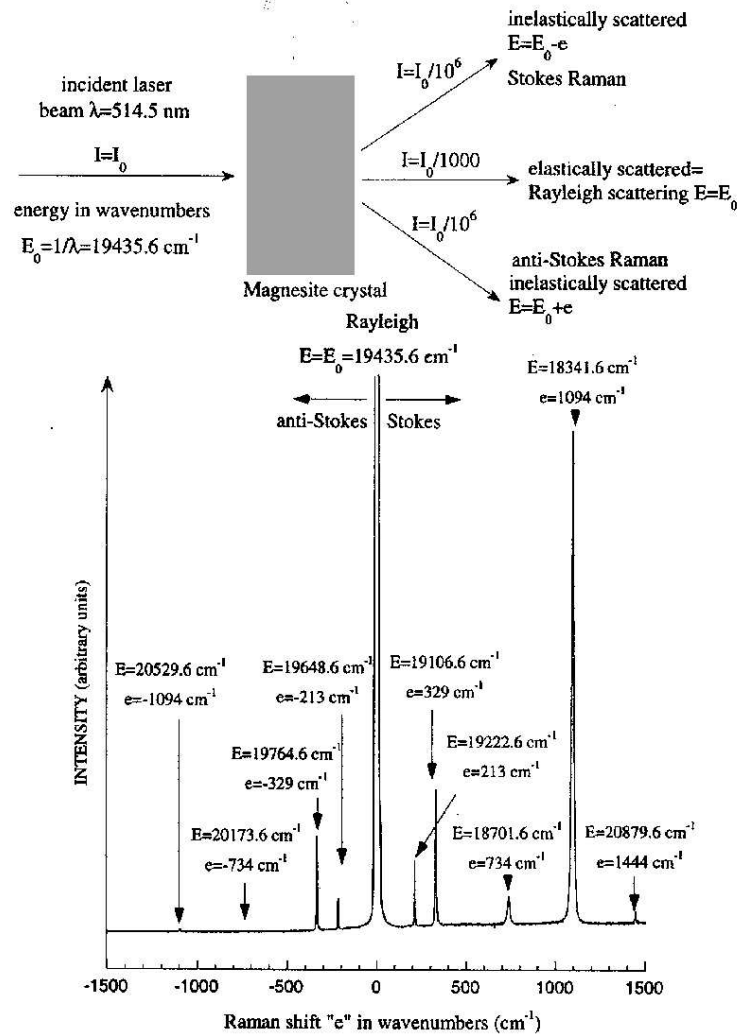 inelastically scattered
E=E₀-e
Stokes Raman
I=I₀/10⁶
incident laser
beam λ=514.5 nm
I=I₀
I=I₀/1000
elastically scattered=
Rayleigh scattering E=E₀
energy in wavenumbers
E₀=1/λ=19435.6 cm⁻¹
I=I₀/10⁶
anti-Stokes Raman
inelastically scattered
E=E₀+e
Magnesite crystal
Rayleigh
E=E₀=19435.6 cm⁻¹
E=18341.6 cm⁻¹
e=1094 cm⁻¹
anti-Stokes
Stokes
INTENSITY (arbitrary units)
E=20529.6 cm⁻¹
e=-1094 cm⁻¹
E=19648.6 cm⁻¹
e=-213 cm⁻¹
E=19106.6 cm⁻¹
e=329 cm⁻¹
E=19764.6 cm⁻¹
e=-329 cm⁻¹
E=19222.6 cm⁻¹
e=213 cm⁻¹
E=20173.6 cm⁻¹
e=-734 cm⁻¹
E=18701.6 cm⁻¹
e=734 cm⁻¹
E=20879.6 cm⁻¹
e=1444 cm⁻¹
-1500 -1000 -500 0 500 1000 1500
Raman shift "e" in wavenumbers (cm⁻¹)